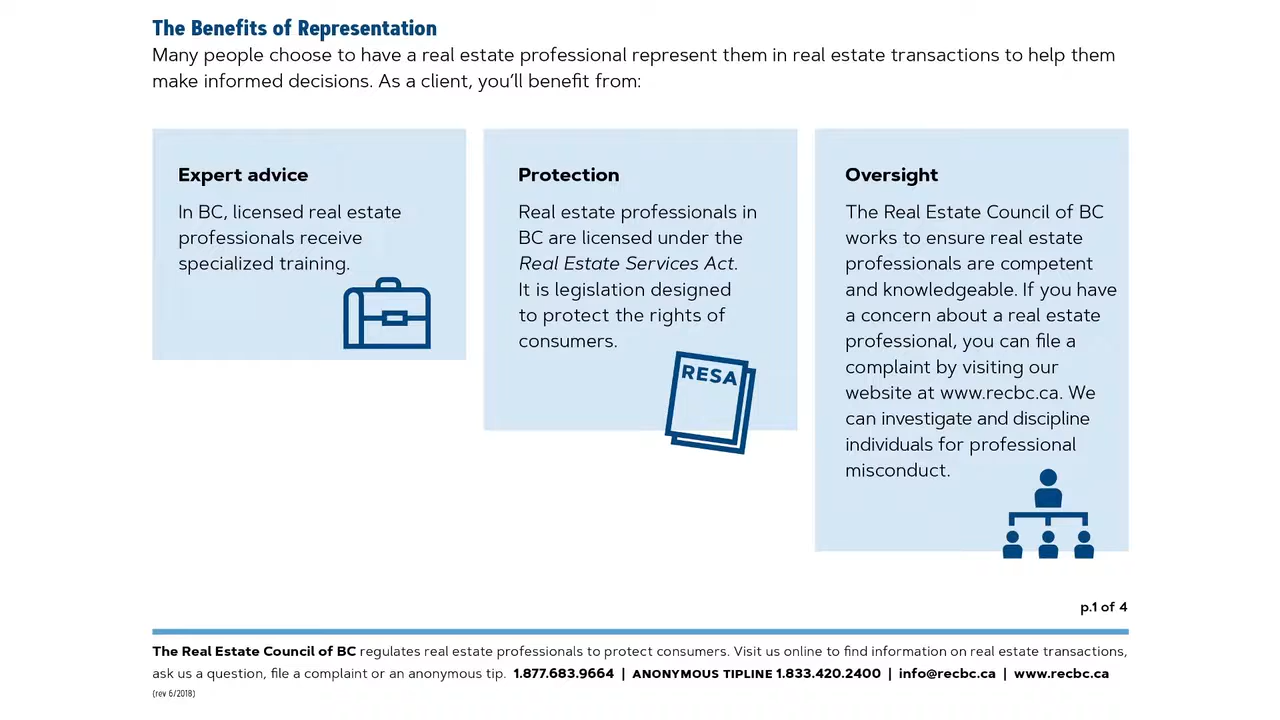 The Benefits of Representation
Many people choose to have a real estate professional represent them in real estate transactions to help them
make informed decisions. As a client, you'll benefit from:
Expert advice
In BC, licensed real estate
professionals receive
specialized training.
Protection
Real estate professionals in
BC are licensed under the
Real Estate Services Act.
It is legislation designed
to protect the rights of
consumers.
RESA
Oversight
The Real Estate Council of BC
works to ensure real estate
professionals are competent
and knowledgeable. If you have
a concern about a real estate
professional, you can file a
complaint by visiting our
website at www.recbc.ca. We
can investigate and discipline
individuals for professional
misconduct.
p.1 of 4
The Real Estate Council of BC regulates real estate professionals to protect consumers. Visit us online to find information on real estate transactions,
ask us a question, file a complaint or an anonymous tip. 1.877.683.9664 | ANONYMOUS TIPLINE 1.833.420.2400 | info@recbc.ca | www.recbc.ca
(rev 6/2018)